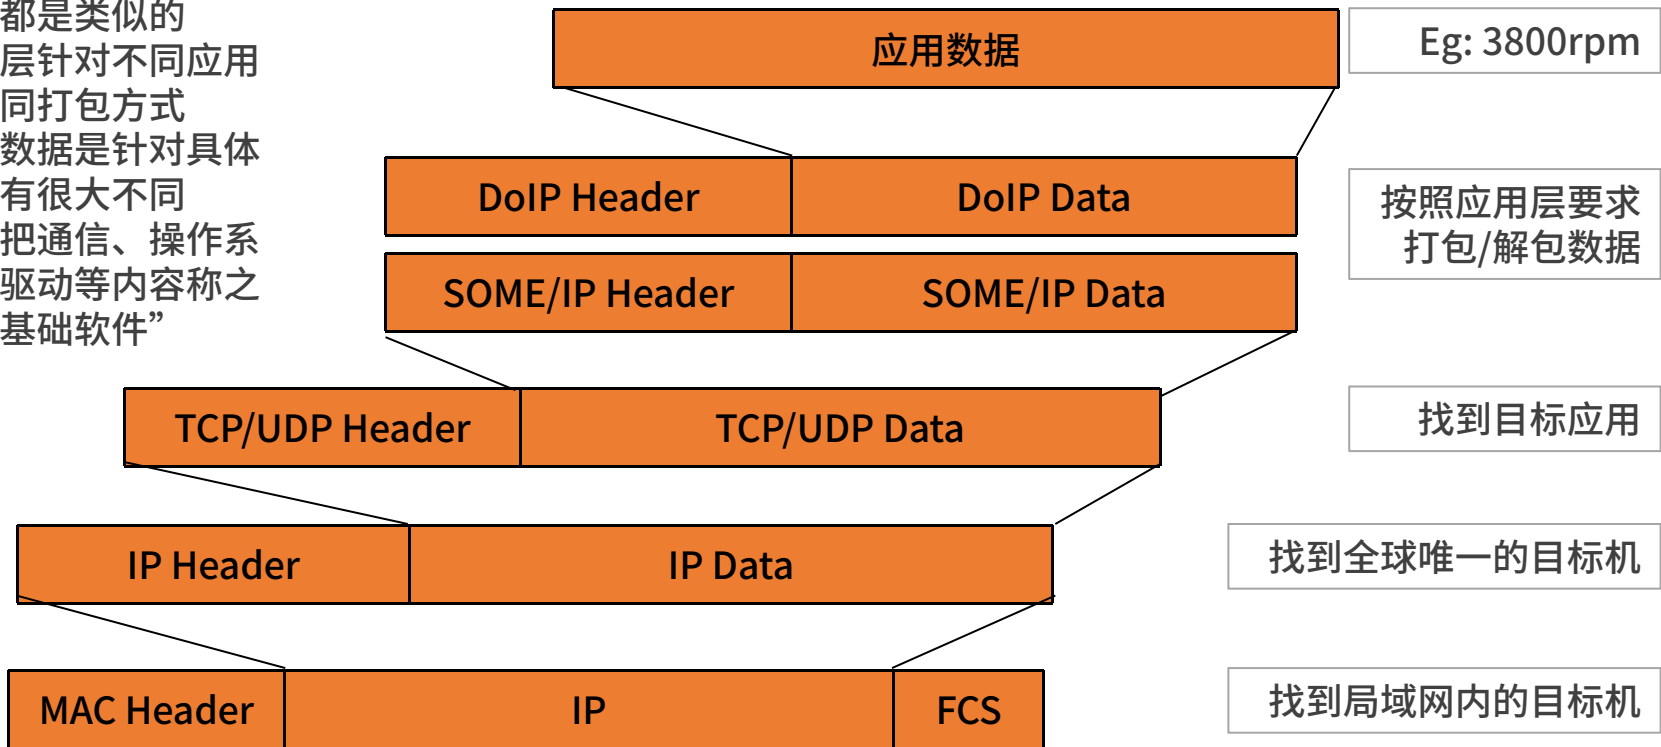 都是类似的
层针对不同应用
同打包方式
数据是针对具体
有很大不同
把通信、操作系
驱动等内容称之
基础软件”
应用数据
Eg: 3800rpm
DoIP Header
DoIP Data
按照应用层要求
打包/解包数据
SOME/IP Header
SOME/IP Data
TCP/UDP Header
TCP/UDP Data
找到目标应用
IP Header
IP Data
找到全球唯一的目标机
MAC Header
IP
FCS
找到局域网内的目标机